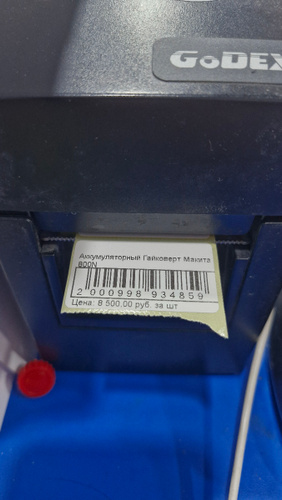 GoDEX
Аккумуляторный Гайковерт Макита
800N
2 000998 934859
Цена: 8 500,00 руб. за шт